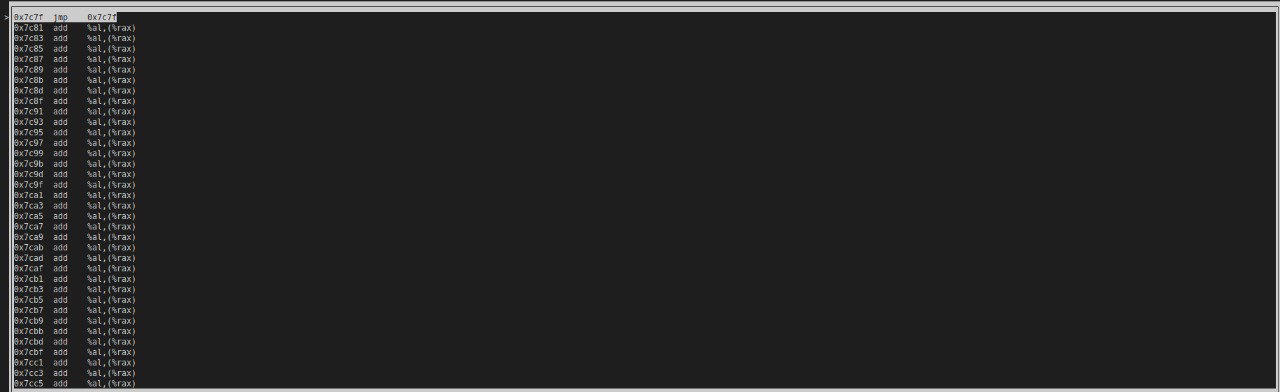 > 0x7c7f  jmp    0x7c7f
0x7c81  add    %al,(%rax)
0x7c83  add    %al,(%rax)
0x7c85  add    %al,(%rax)
0x7c87  add    %al,(%rax)
0x7c89  add    %al,(%rax)
0x7c8b  add    %al,(%rax)
0x7c8d  add    %al,(%rax)
0x7c8f  add    %al,(%rax)
0x7c91  add    %al,(%rax)
0x7c93  add    %al,(%rax)
0x7c95  add    %al,(%rax)
0x7c97  add    %al,(%rax)
0x7c99  add    %al,(%rax)
0x7c9b  add    %al,(%rax)
0x7c9d  add    %al,(%rax)
0x7c9f  add    %al,(%rax)
0x7ca1  add    %al,(%rax)
0x7ca3  add    %al,(%rax)
0x7ca5  add    %al,(%rax)
0x7ca7  add    %al,(%rax)
0x7ca9  add    %al,(%rax)
0x7cab  add    %al,(%rax)
0x7cad  add    %al,(%rax)
0x7caf  add    %al,(%rax)
0x7cb1  add    %al,(%rax)
0x7cb3  add    %al,(%rax)
0x7cb5  add    %al,(%rax)
0x7cb7  add    %al,(%rax)
0x7cb9  add    %al,(%rax)
0x7cbb  add    %al,(%rax)
0x7cbd  add    %al,(%rax)
0x7cbf  add    %al,(%rax)
0x7cc1  add    %al,(%rax)
0x7cc3  add    %al,(%rax)
0x7cc5  add    %al,(%rax)